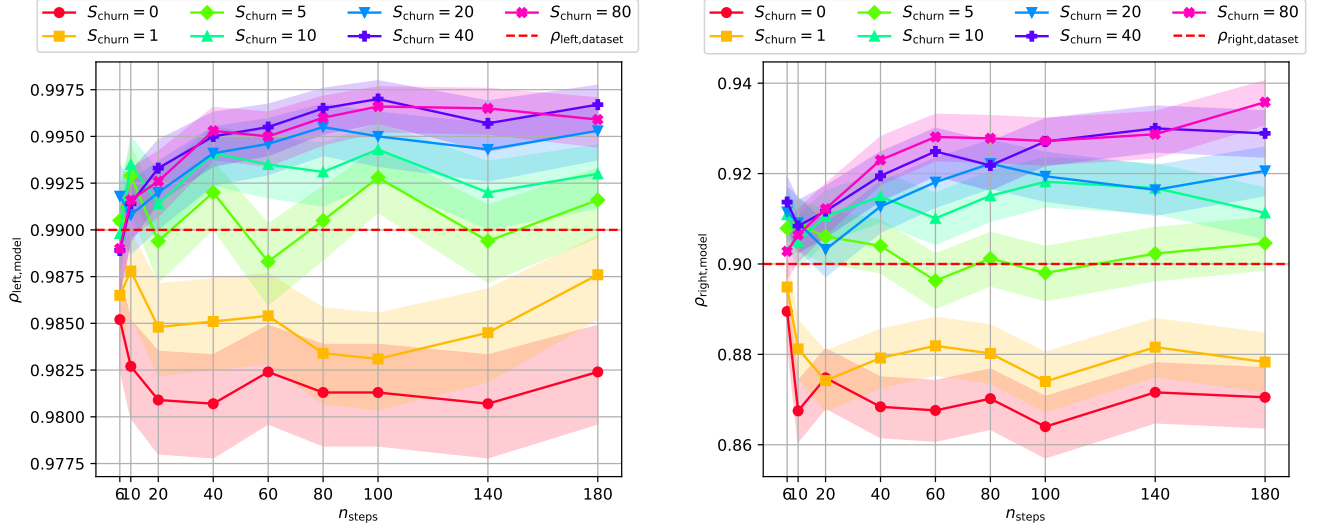 S_churn = 0 S_churn = 5 S_churn = 20 S_churn = 80
S_churn = 1 S_churn = 10 S_churn = 40 ρ_left,dataset
0.9975
0.9950
0.9925
0.9900
0.9875
0.9850
0.9825
0.9800
0.9775
ρ_left,model
6 10 20 40 60 80 100 140 180
n_steps
S_churn = 0 S_churn = 5 S_churn = 20 S_churn = 80
S_churn = 1 S_churn = 10 S_churn = 40 ρ_right,dataset
0.94
0.92
0.90
0.88
0.86
ρ_right,model
6 10 20 40 60 80 100 140 180
n_steps